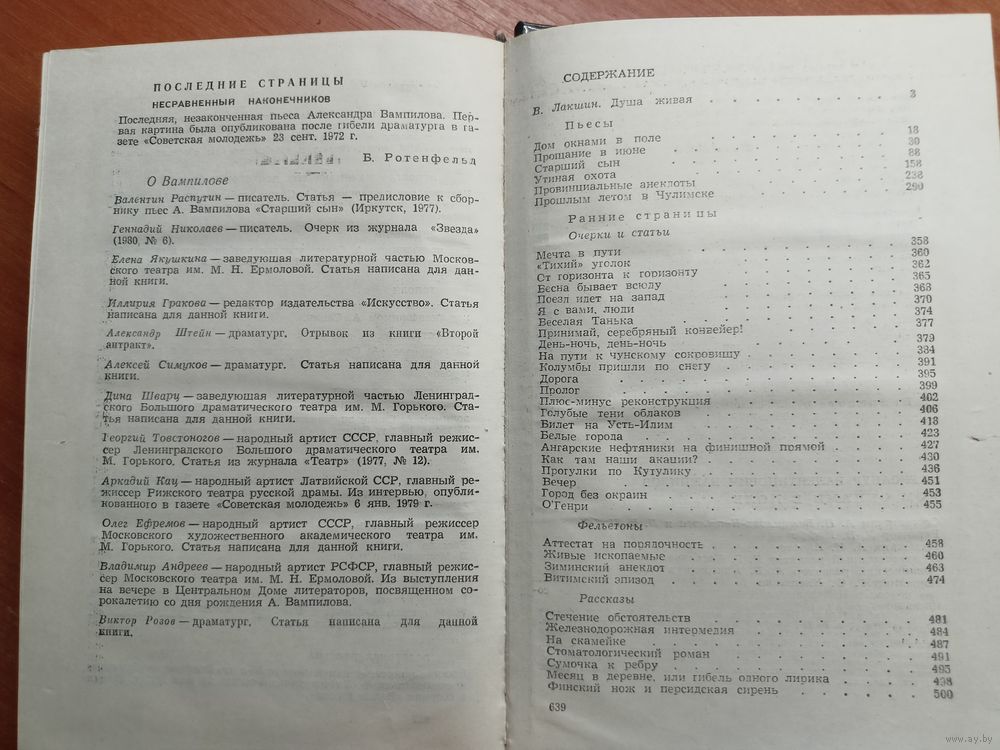 ПОСЛЕДНИЕ СТРАНИЦЫ
НЕСРАВНЕННЫЙ НАКОНЕЧНИКОВ
Последняя, незаконченная пьеса Александра Вампилова. Пер-
вая картина была опубликована после гибели драматурга в га-
зете «Советская молодежь» 23 сент. 1972 г.
Б. Ротенфельд
О Вампилове
Валентин Распутин — писатель. Статья — предисловие к сбор-
нику пьес А. Вампилова «Старший сын» (Иркутск, 1977).
Геннадий Николаев — писатель. Очерк из журнала «Звезда»
(1980, № 6).
Елена Якушкина — заведующая литературной частью Москов-
ского театра им. М. Н. Ермоловой. Статья написана для дан-
ной книги.
Иллирия Гракова — редактор издательства «Искусство». Статья
написана для данной книги.
Александр Штейн — драматург. Отрывок из книги «Второй
антракт».
Алексей Симуков — драматург. Статья написана для данной
книги.
Дина Шварц — заведующая литературной частью Ленинград-
ского Большого драматического театра им. М. Горького. Ста-
тья написана для данной книги.
Георгий Товстоногов — народный артист СССР, главный режис-
сер Ленинградского Большого драматического театра им.
М. Горького. Статья из журнала «Театр» (1977, № 12).
Аркадий Кац — народный артист Латвийской ССР, главный ре-
жиссер Рижского театра русской драмы. Из интервью, опубли-
кованного в газете «Советская молодежь» 6 янв. 1979 г.
Олег Ефремов — народный артист СССР, главный режиссер
Московского художественного академического театра им.
М. Горького. Статья написана для данной книги.
Владимир Андреев — народный артист РСФСР, главный режис-
сер Московского театра им. М. Н. Ермоловой. Из выступления
на вечере в Центральном Доме литераторов, посвященном со-
рокалетию со дня рождения А. Вампилова.
Виктор Розов — драматург. Статья написана для данной
книги.
СОДЕРЖАНИЕ
В. Лакшин. Душа живая 3
Пьесы
Дом окнами в поле 18
Прощание в июне 30
Старший сын 88
Утиная охота 158
Провинциальные анекдоты 238
Прошлым летом в Чулимске 290
Ранние страницы
Очерки и статьи
Мечта в пути 358
«Тихий» уголок 360
От горизонта к горизонту 362
Весна бывает всюду 365
Поезд идет на запад 368
Я с вами, люди 370
Веселая Танька 374
Принимай, серебряный конвейер! 377
День-ночь, день-ночь 379
На пути к чунскому сокровищу 384
Колумбы пришли по снегу 391
Дорога 395
Пролог 399
Плюс-минус реконструкция 402
Голубые тени облаков 406
Билет на Усть-Илим 418
Белые города 423
Ангарские нефтяники на финишной прямой 427
Как там наши акации? 430
Прогулки по Кутулику 436
Вечер 451
Город без окраин 453
О'Генри 455
Фельетоны
Аттестат на порядочность 458
Живые ископаемые 460
Зиминский анекдот 463
Витимский эпизод 474
Рассказы
Стечение обстоятельств 481
Железнодорожная интермедия 484
На скамейке 487
Стоматологический роман 491
Сумочка к ребру 495
Месяц в деревне, или гибель одного лирика 498
Финский нож и персидская сирень 500
639
www.ay.by